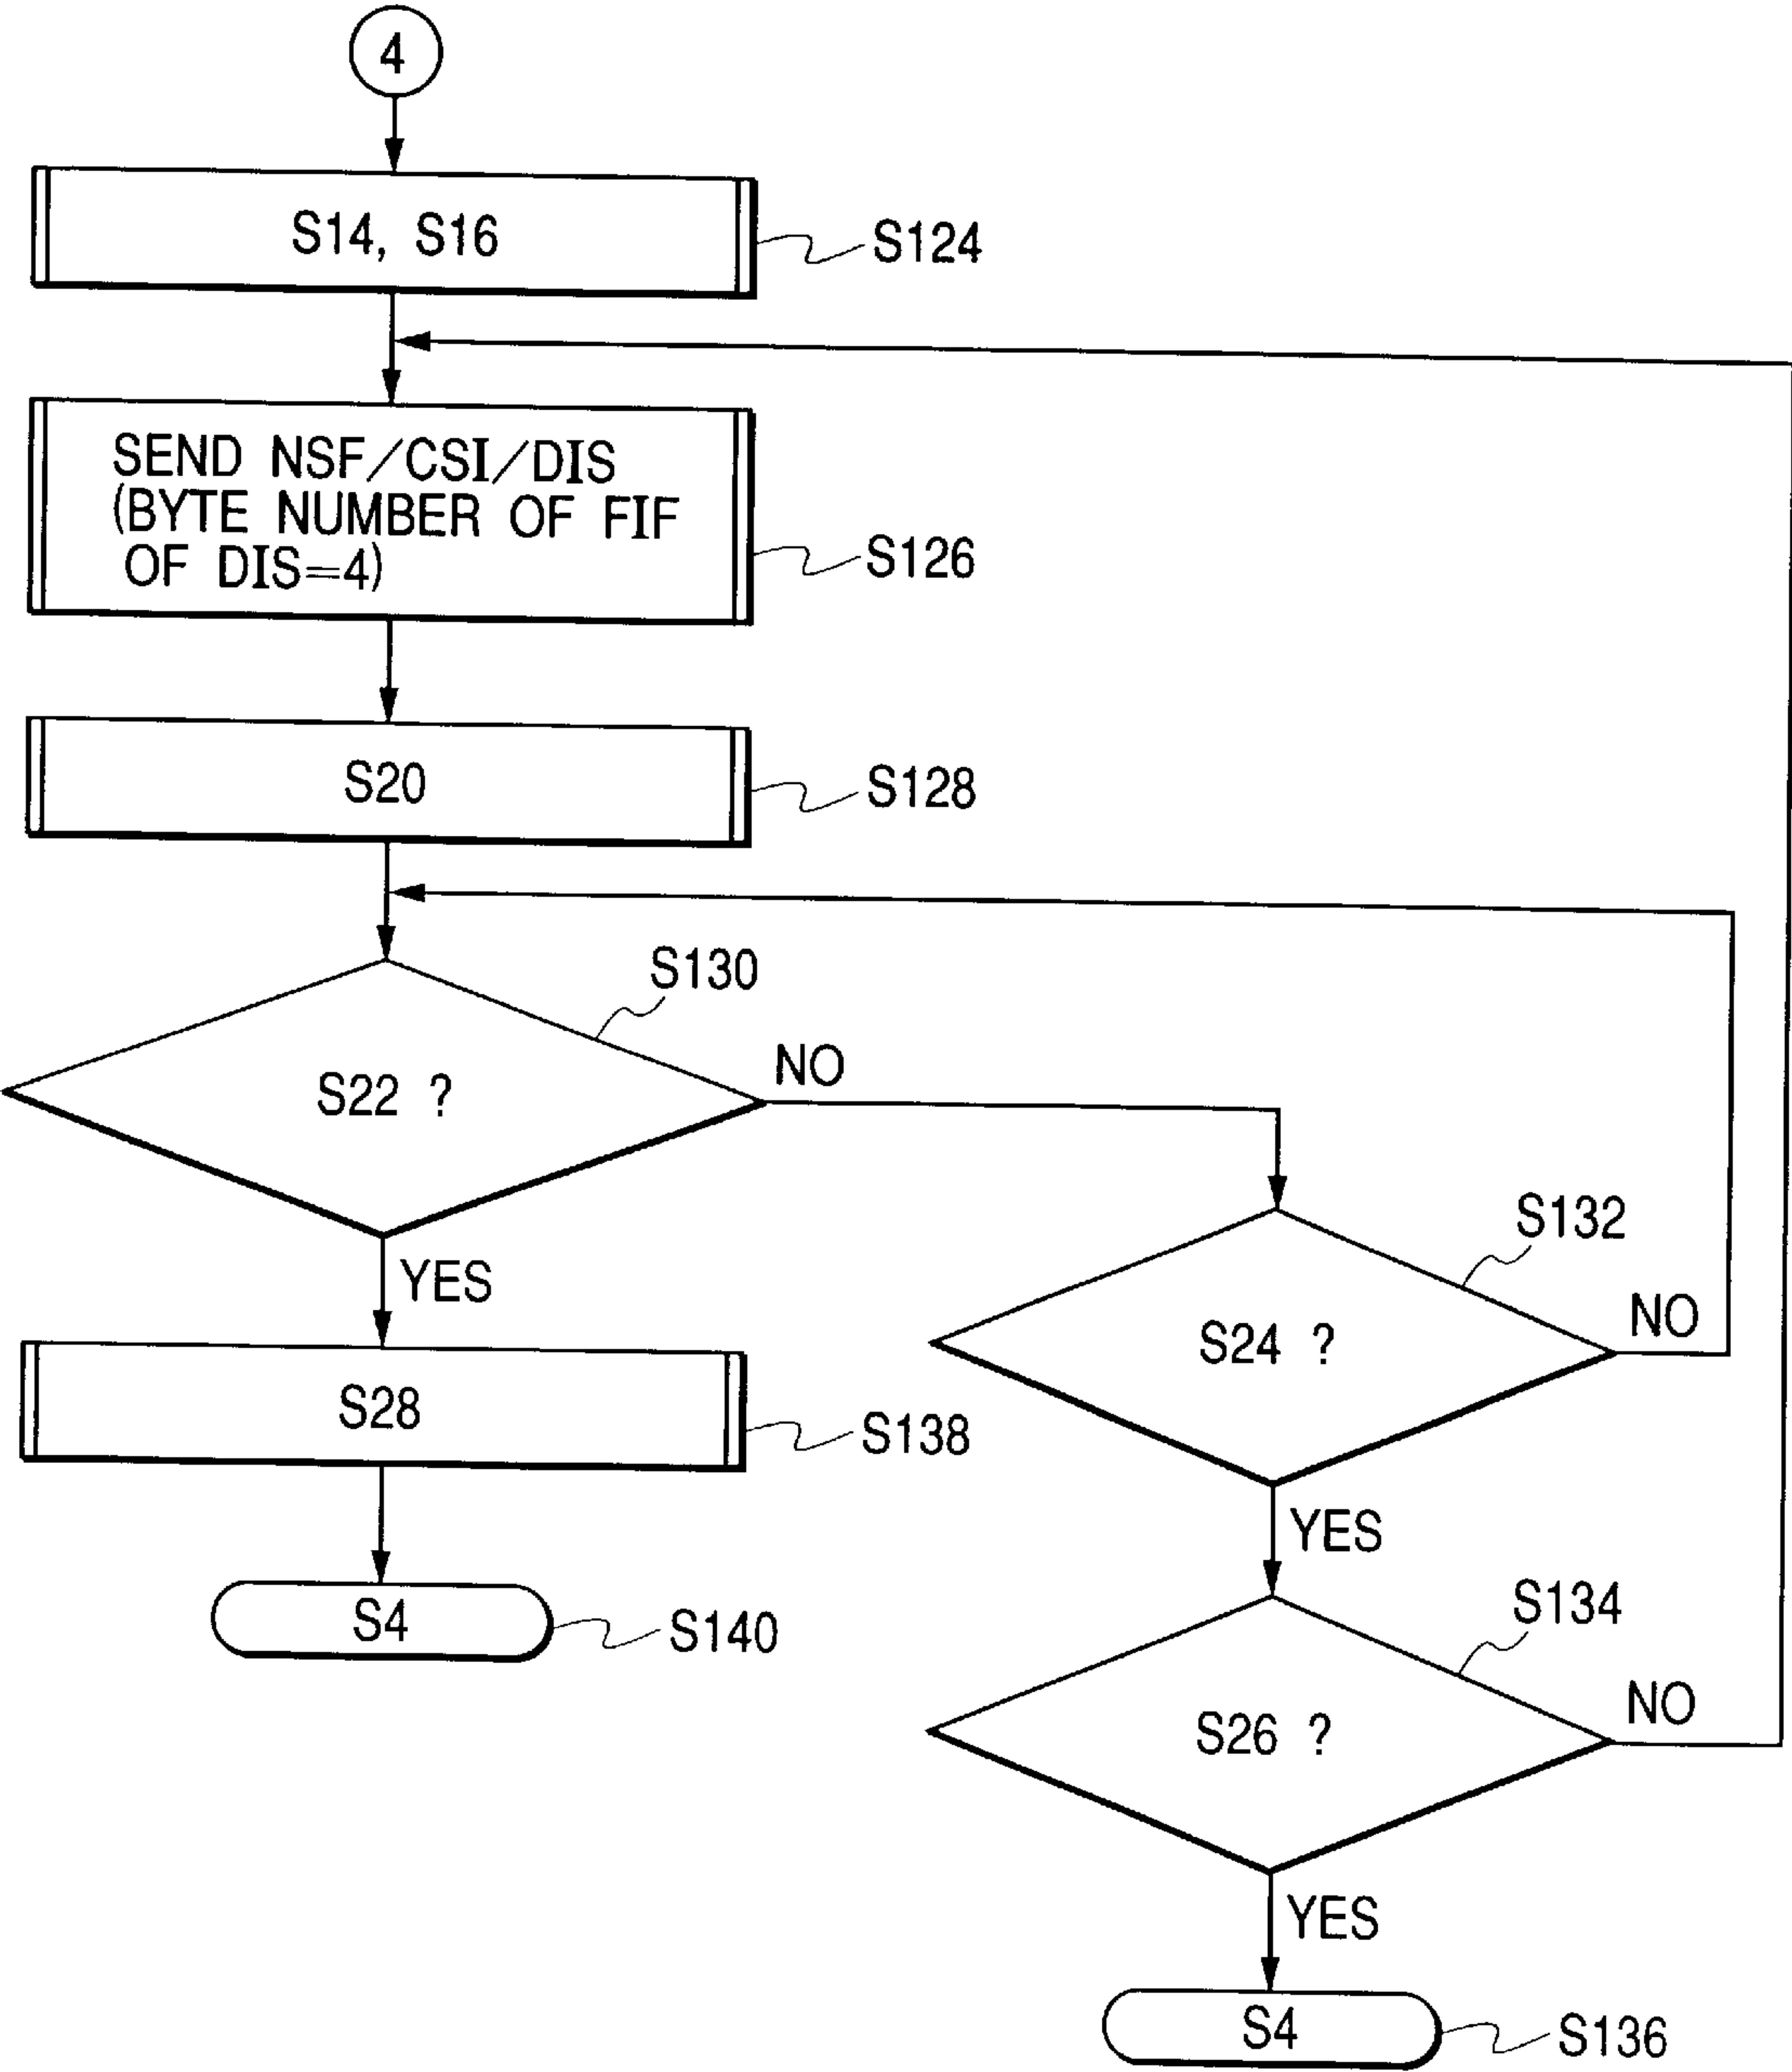 4
S14, S16
S124
SEND NSF/CSI/DIS
(BYTE NUMBER OF FIF
OF DIS=4)
S126
S20
S128
S130
S22 ?
NO
YES
S132
S24 ?
NO
S28
S138
YES
S134
S4
S140
S26 ?
NO
YES
S4
S136